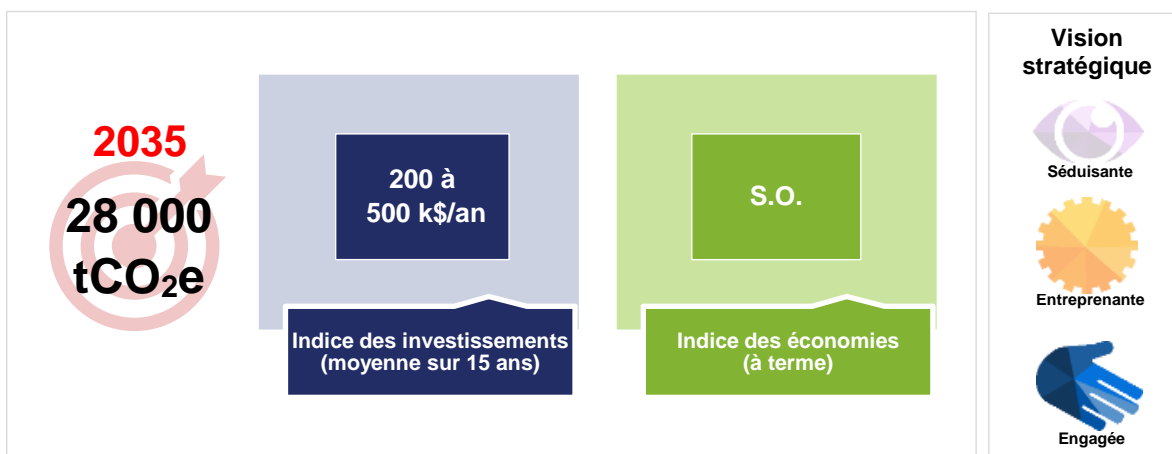 2035
28 000
tCO₂e
200 à
500 k$/an
Indice des investissements
(moyenne sur 15 ans)
S.O.
Indice des économies
(à terme)
Vision
stratégique
Séduisante
Entreprenante
Engagée